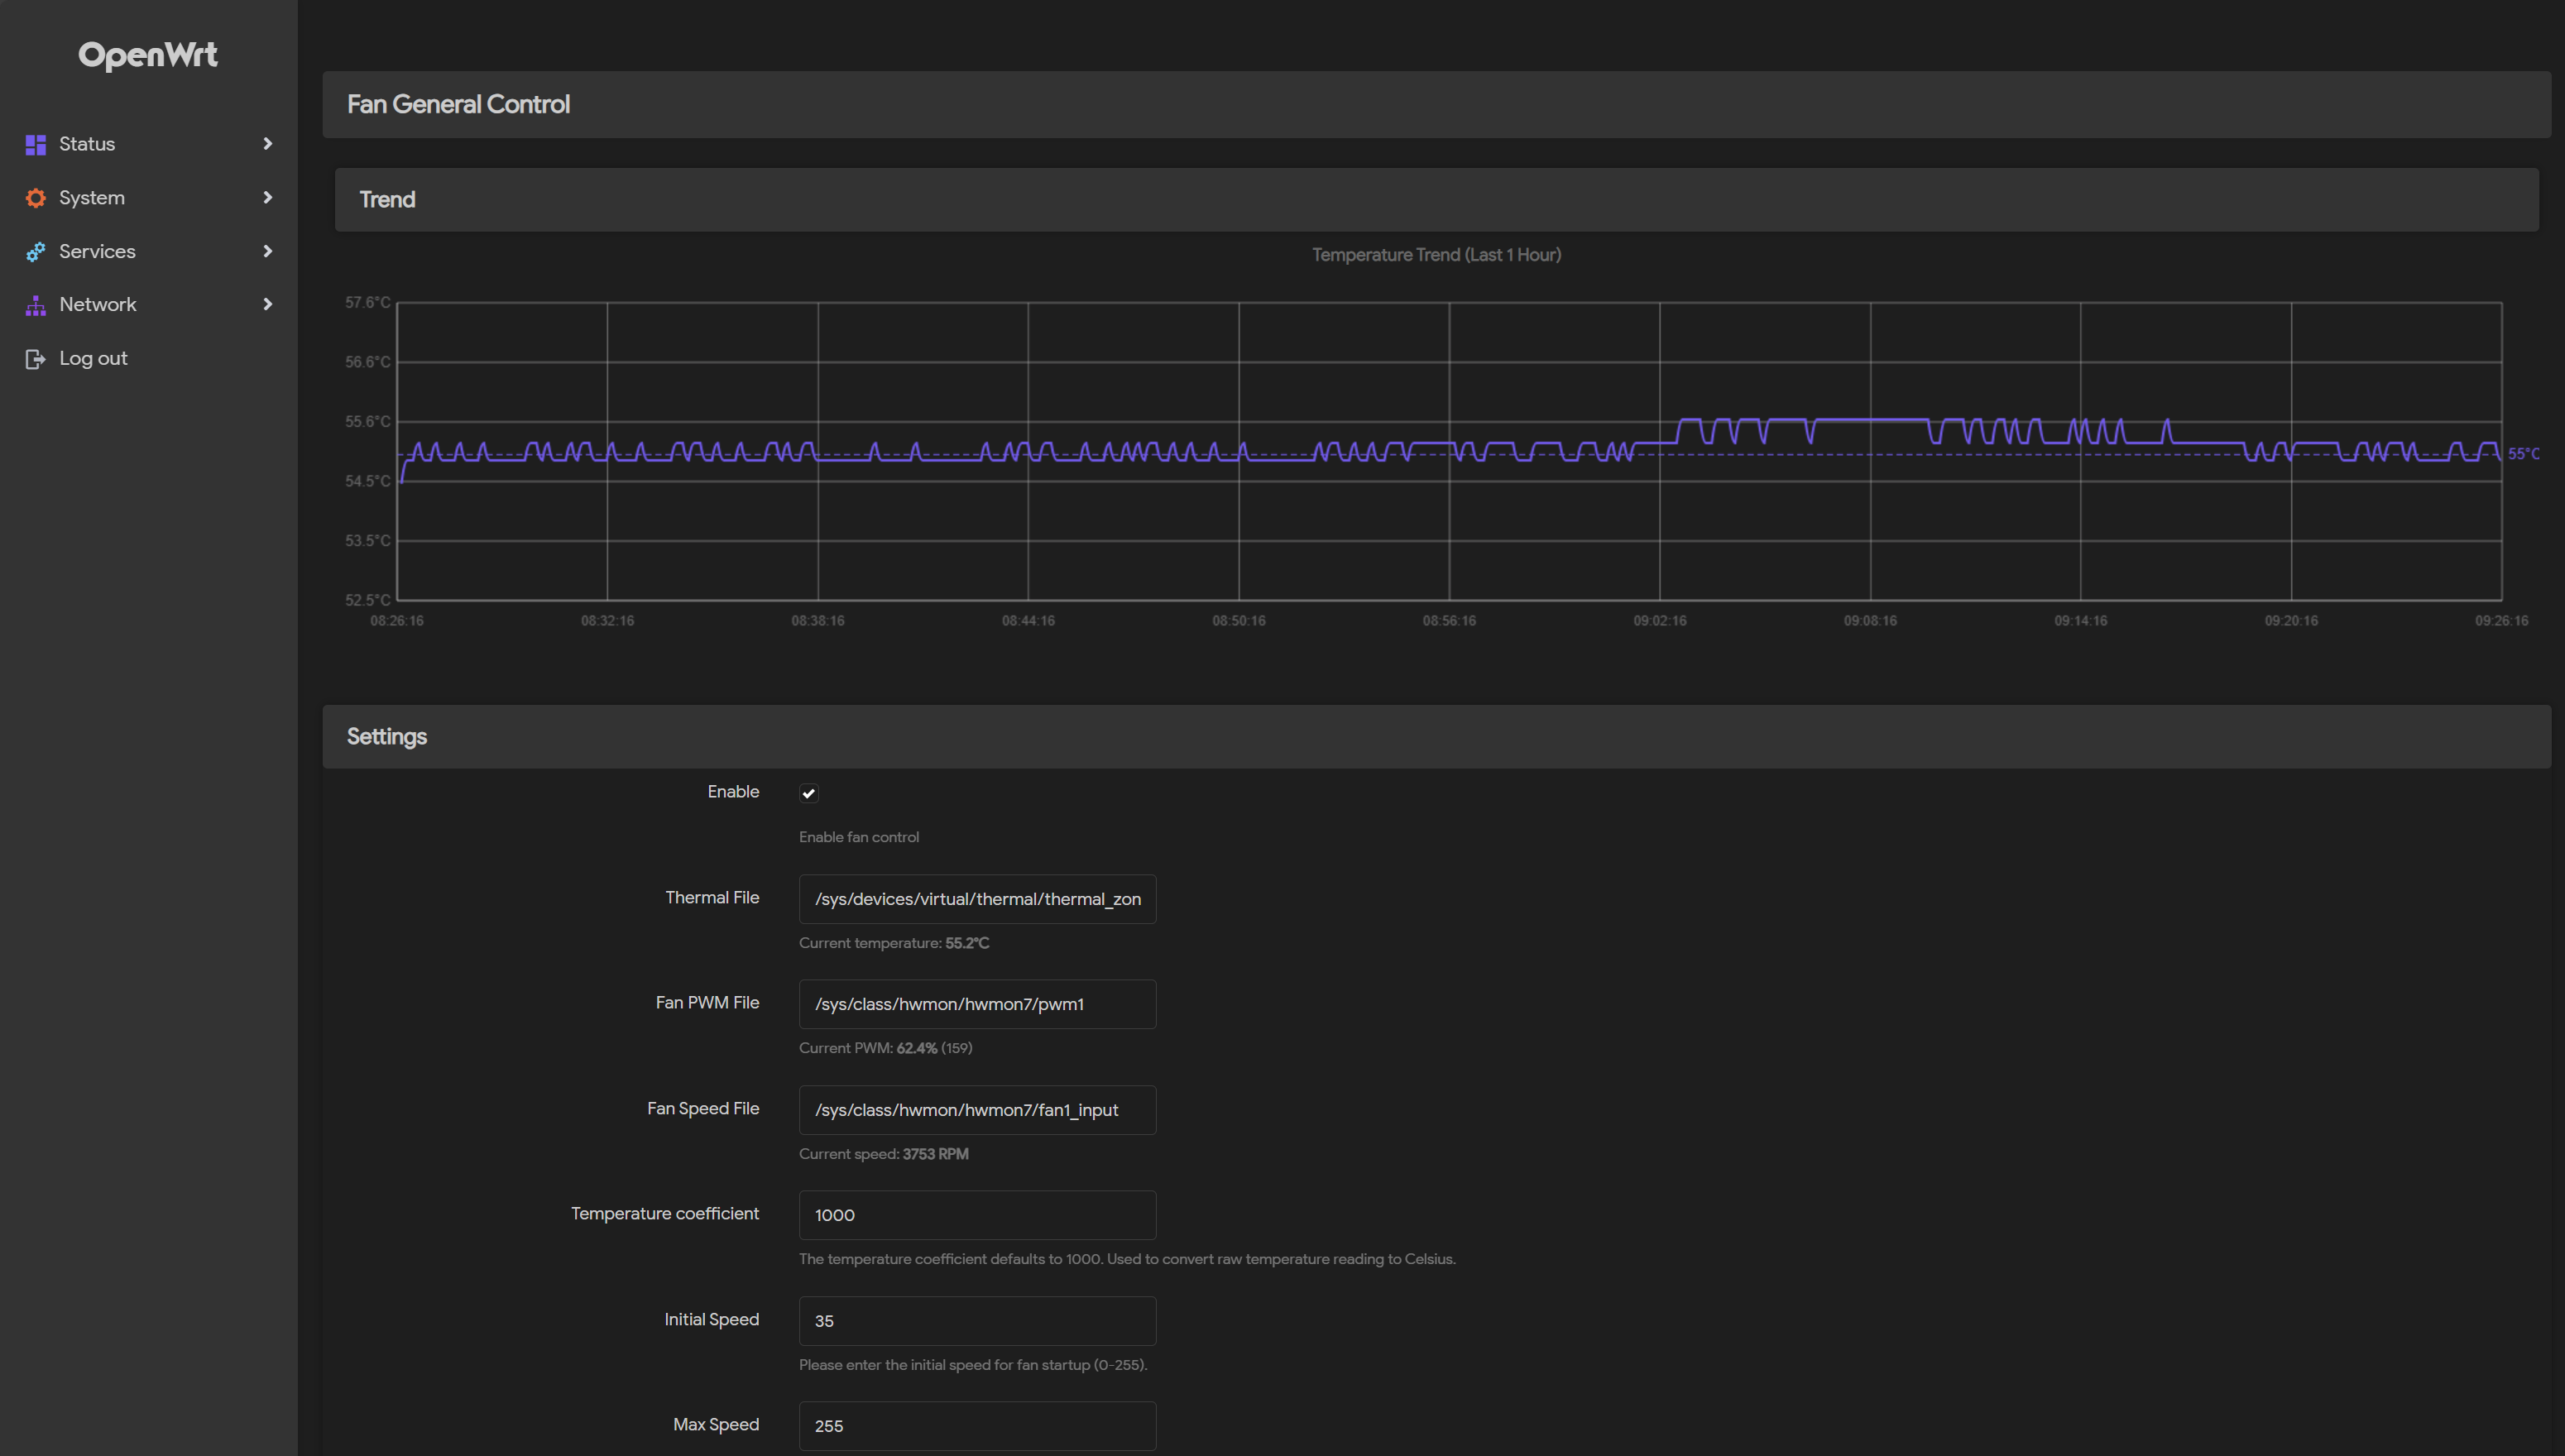 OpenWrt
Status
System
Services
Network
Log out
Fan General Control
Trend
Temperature Trend (Last 1 Hour)
57.6°C
56.6°C
55.6°C
54.5°C
53.5°C
52.5°C
55°C
08:26:16 08:32:16 08:38:16 08:44:16 08:50:16 08:56:16 09:02:16 09:08:16 09:14:16 09:20:16 09:26:16
Settings
Enable
Enable fan control
Thermal File /sys/devices/virtual/thermal/thermal_zon
Current temperature: 55.2°C
Fan PWM File /sys/class/hwmon/hwmon7/pwm1
Current PWM: 62.4% (159)
Fan Speed File /sys/class/hwmon/hwmon7/fan1_input
Current speed: 3753 RPM
Temperature coefficient 1000
The temperature coefficient defaults to 1000. Used to convert raw temperature reading to Celsius.
Initial Speed 35
Please enter the initial speed for fan startup (0-255).
Max Speed 255